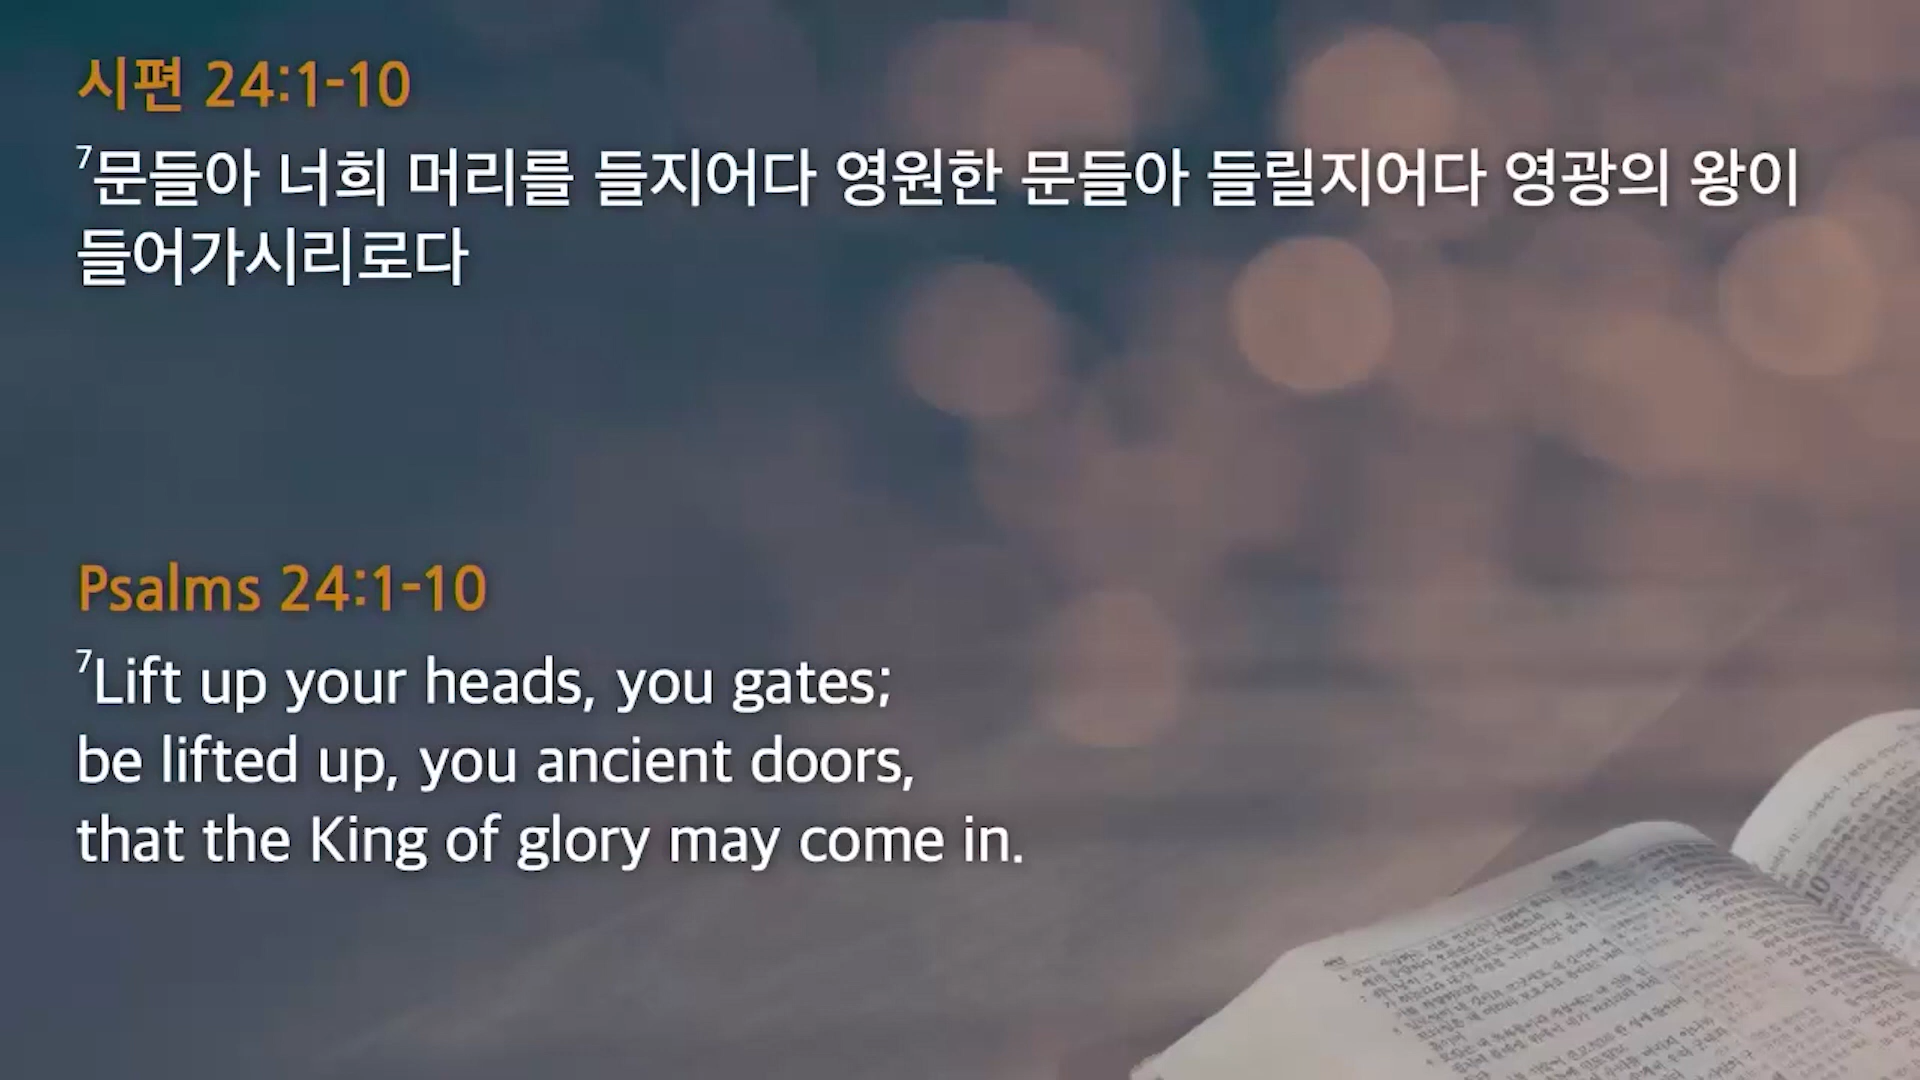 시편 24:1-10
7문들아 너희 머리를 들지어다 영원한 문들아 들릴지어다 영광의 왕이
들어가시리로다
Psalms 24:1-10
7Lift up your heads, you gates;
be lifted up, you ancient doors,
that the King of glory may come in.